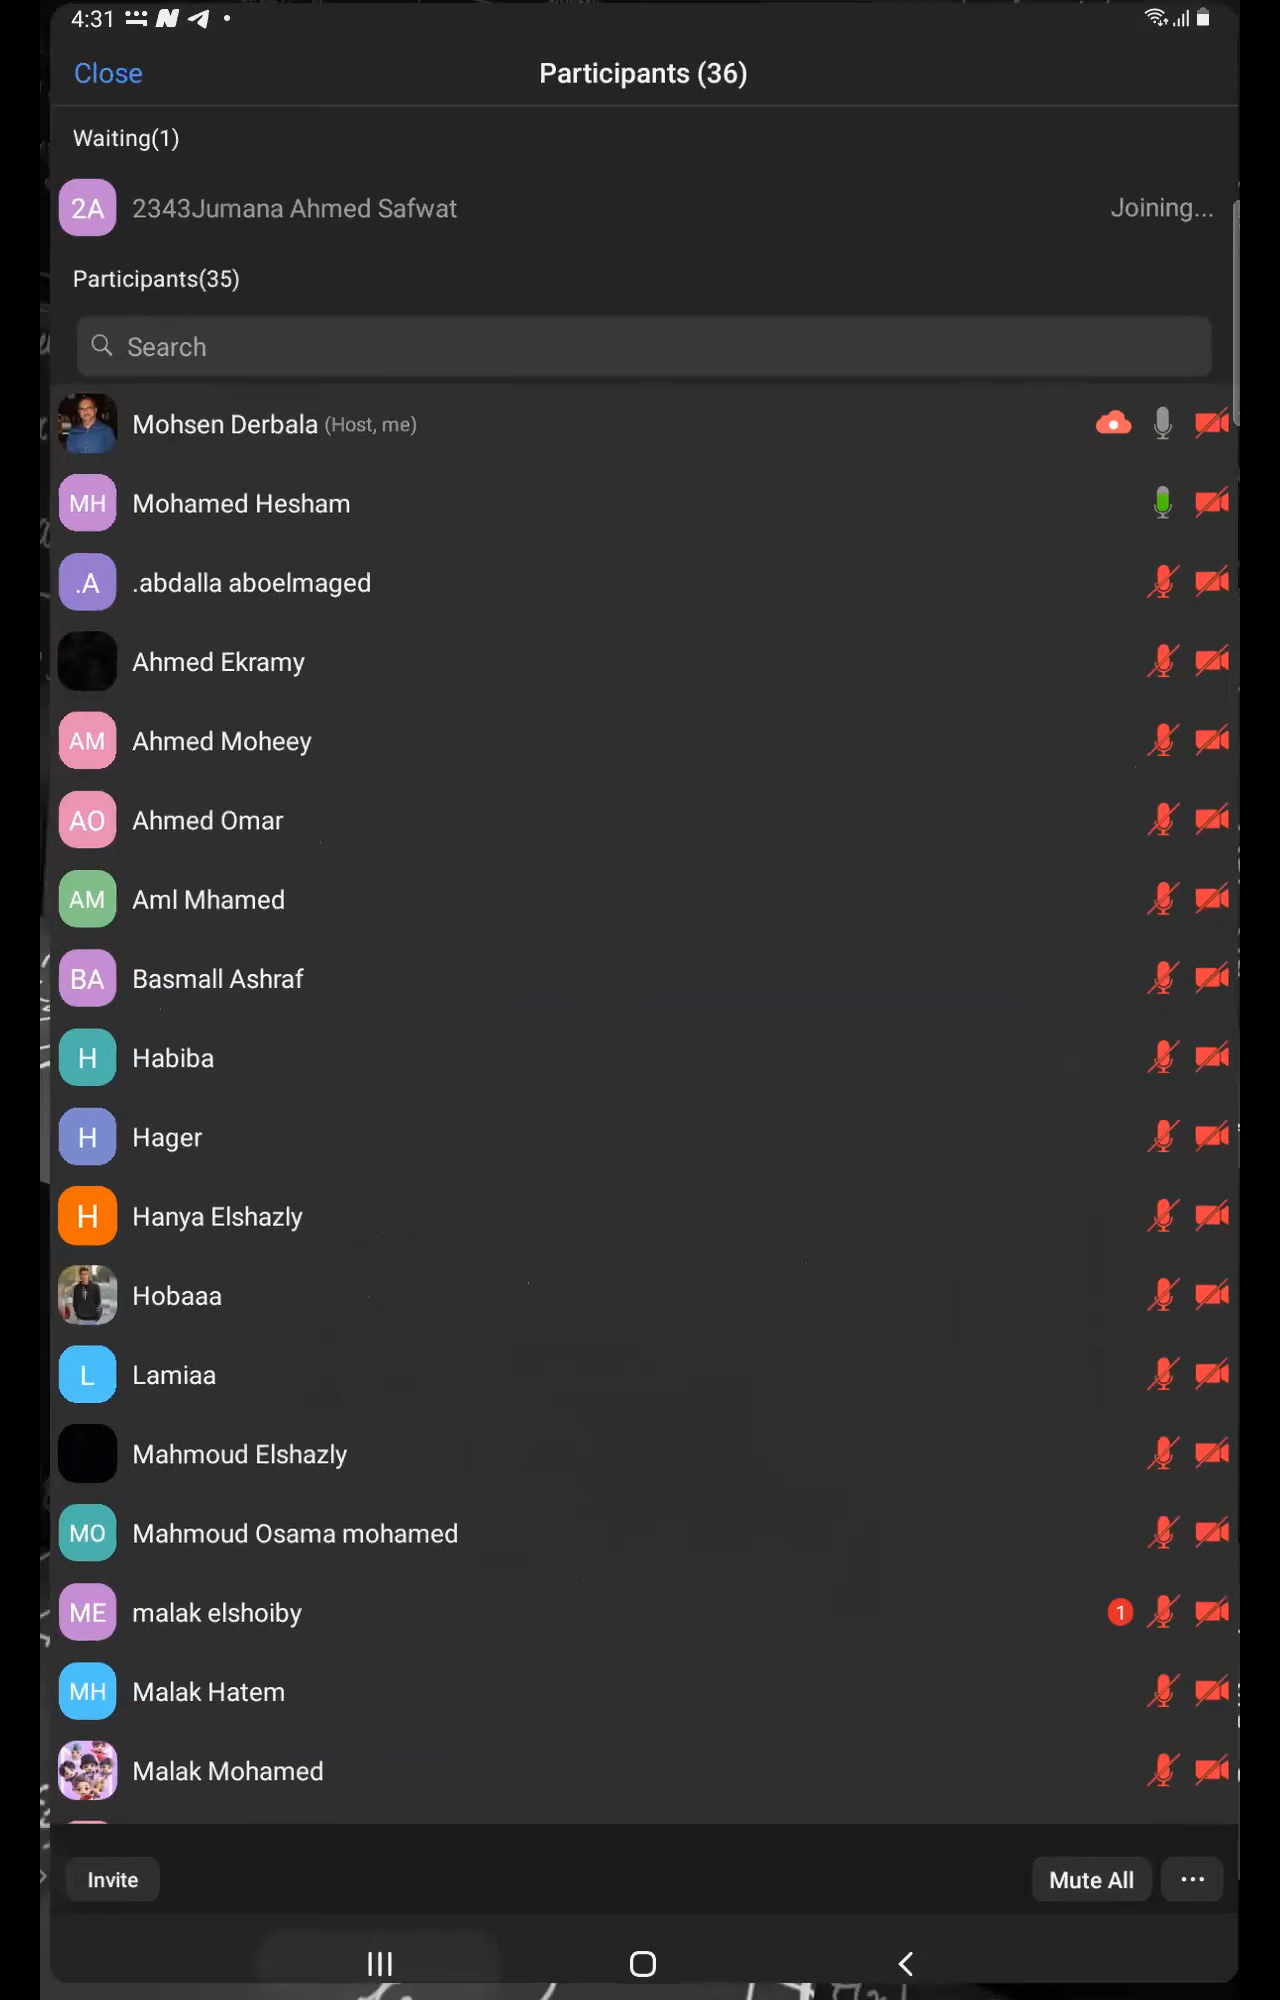 4:31
Close
Participants (36)
Waiting(1)
2A
2343Jumana Ahmed Safwat
Joining...
Participants(35)
Search
Mohsen Derbala (Host, me)
MH
Mohamed Hesham
.A
.abdalla aboelmaged
Ahmed Ekramy
AM
Ahmed Moheey
AO
Ahmed Omar
AM
Aml Mhamed
BA
Basmall Ashraf
H
Habiba
H
Hager
H
Hanya Elshazly
Hobaaa
L
Lamiaa
Mahmoud Elshazly
MO
Mahmoud Osama mohamed
ME
malak elshoiby
1
MH
Malak Hatem
Malak Mohamed
Invite
Mute All